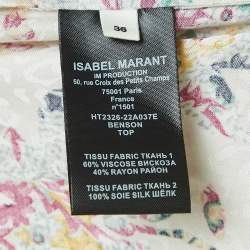 36
ISABEL MARANT
IM PRODUCTION
50, rue Croix des Petits Champs
75001 Paris
France
n°1501
HT2326-22A037E
BENSON
TOP
TISSU FABRIC ТКАНЬ 1
60% VISCOSE ВИСКОЗА
40% RAYON РАЙОН
TISSU FABRIC ТКАНЬ 2
100% SOIE SILK ШЁЛК